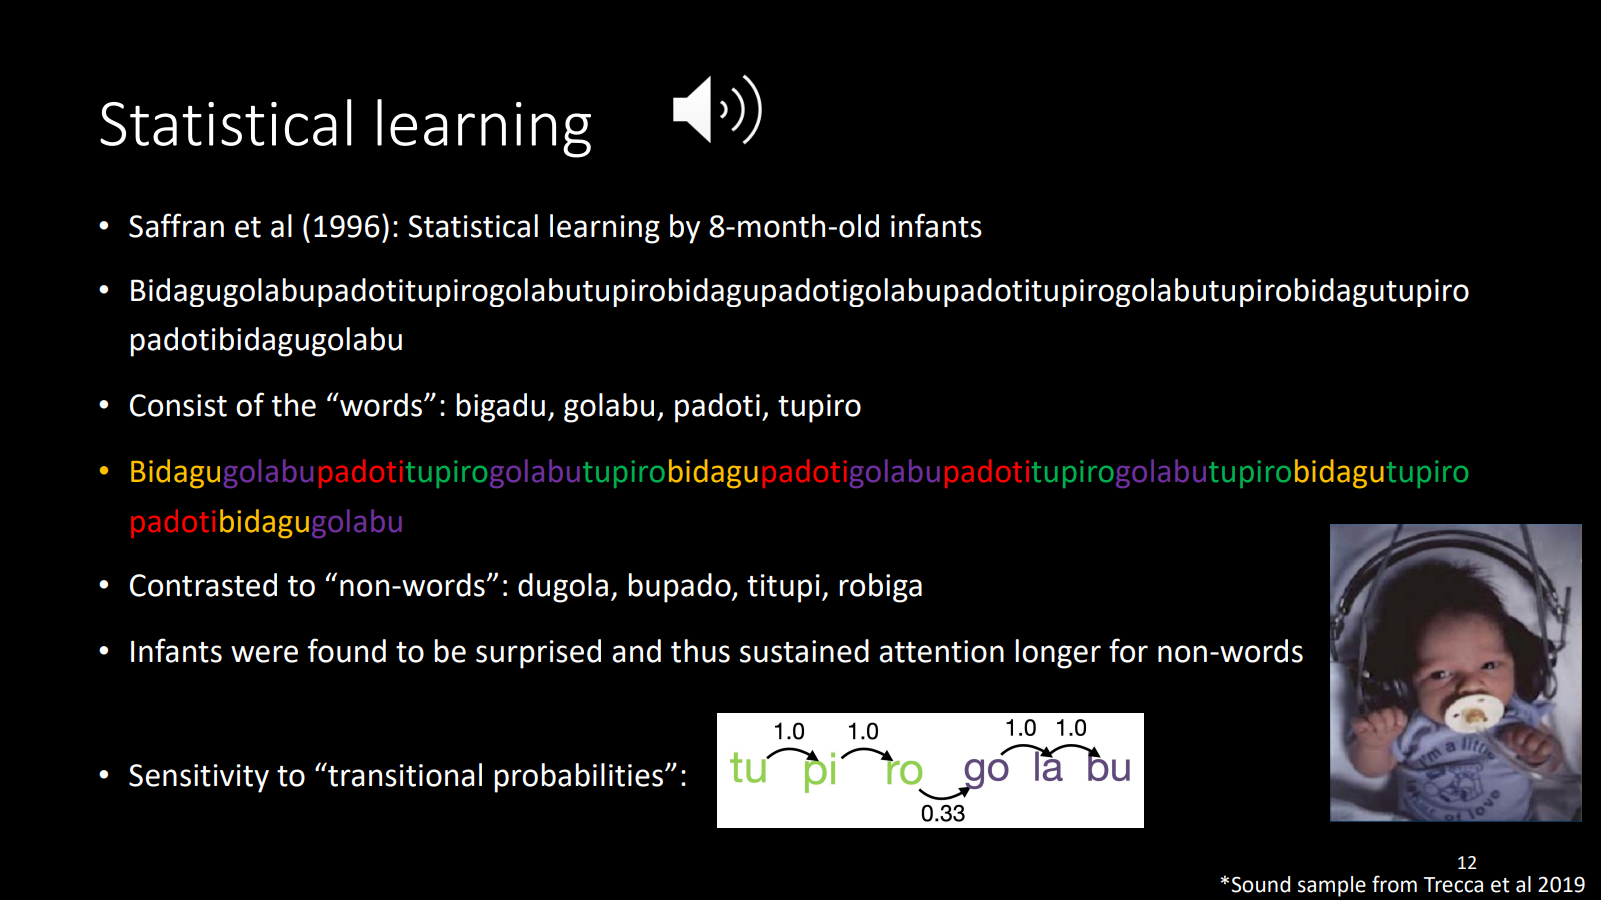 Statistical learning
• Saffran et al (1996): Statistical learning by 8-month-old infants
• Bidagugolabupadotitupirogolabutupirobidagupadotigolabupadotitupirogolabutupirobidagutupiro
padotibidagugolabu
• Consist of the “words”: bigadu, golabu, padoti, tupiro
• Bidagugolabupadotitupirogolabutupirobidagupadotigolabupadotitupirogolabutupirobidagutupiro
padotibidagugolabu
• Contrasted to “non-words”: dugola, bupado, titupi, robiga
• Infants were found to be surprised and thus sustained attention longer for non-words
• Sensitivity to “transitional probabilities”:
1.0 1.0 1.0 1.0
tu pi ro go la bu
0.33
I'm a little
of love
12
*Sound sample from Trecca et al 2019